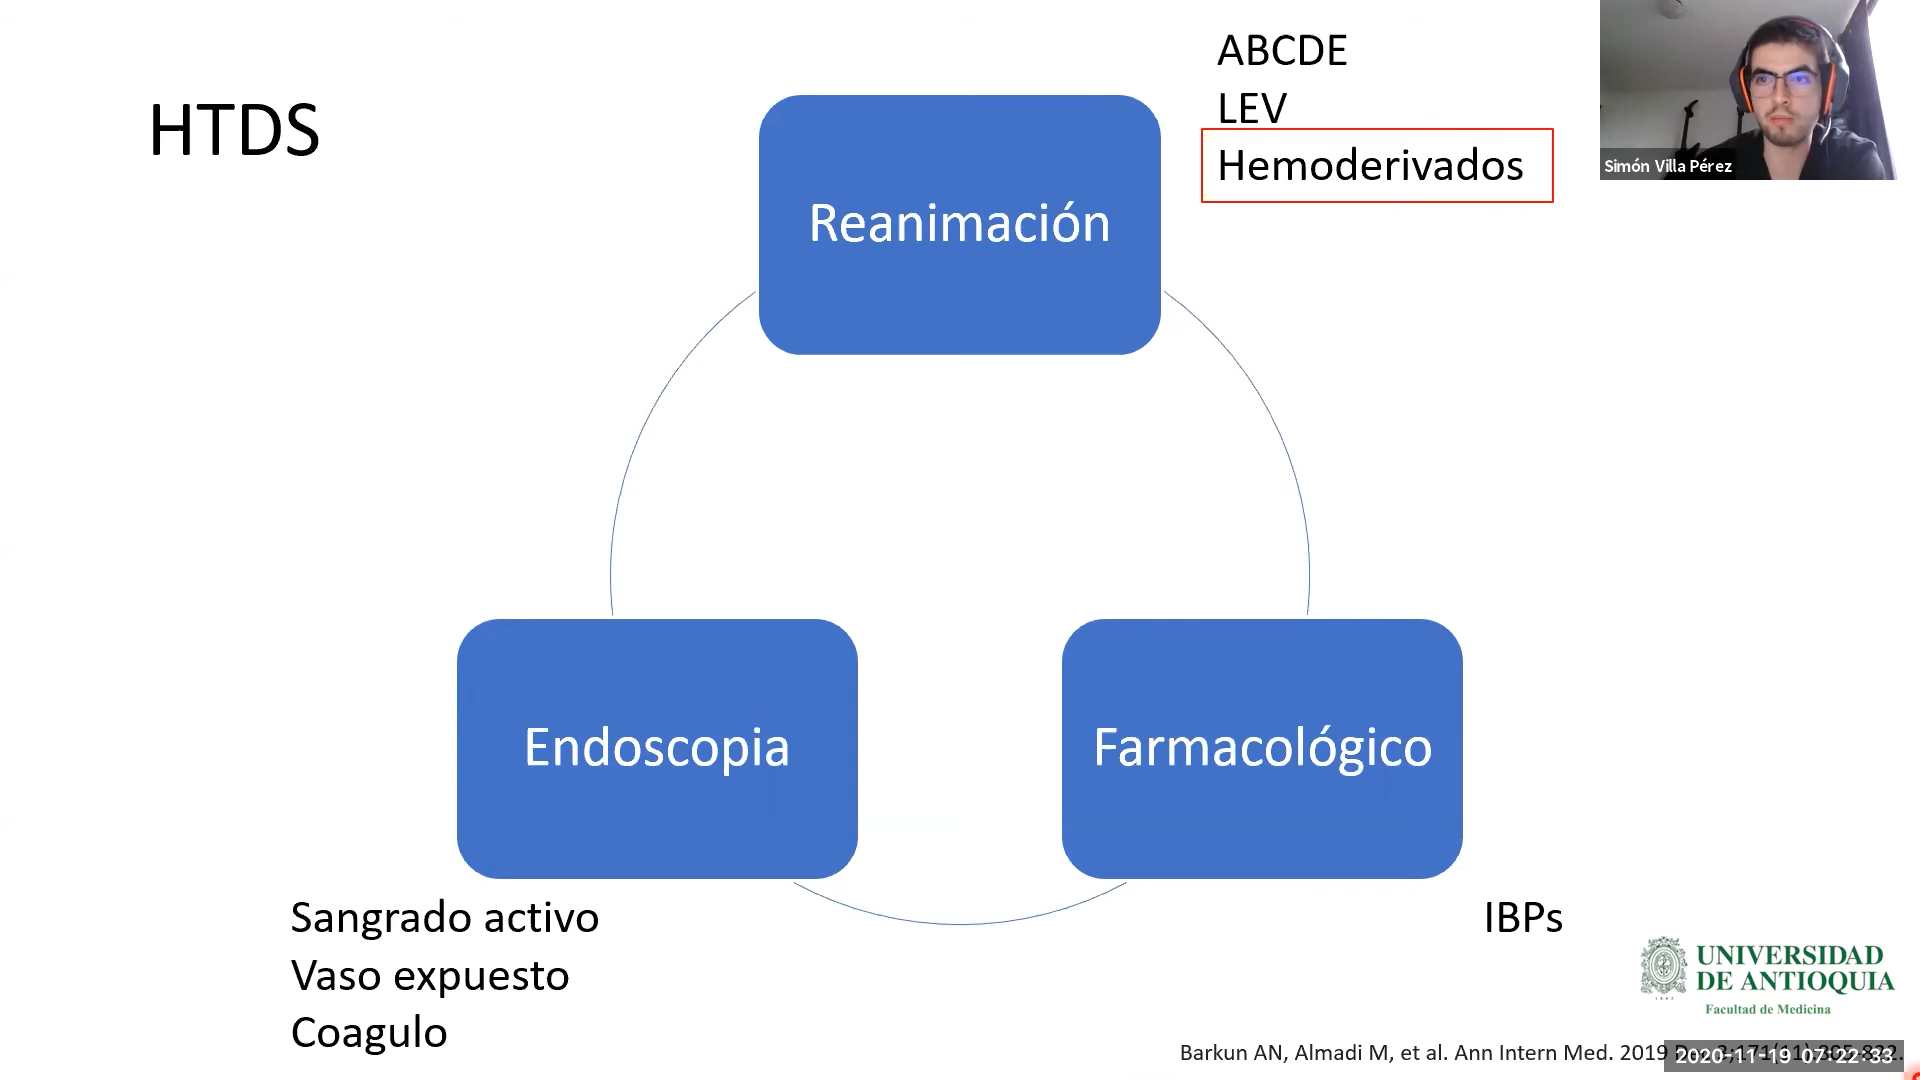 HTDS
ABCDE
LEV
Hemoderivados
Simón Villa Pérez
Reanimación
Endoscopia
Farmacológico
Sangrado activo
Vaso expuesto
Coagulo
IBPs
UNIVERSIDAD
DE ANTIOQUIA
Facultad de Medicina
Barkun AN, Almadi M, et al. Ann Intern Med. 2019
2020-11-19 07:22:33